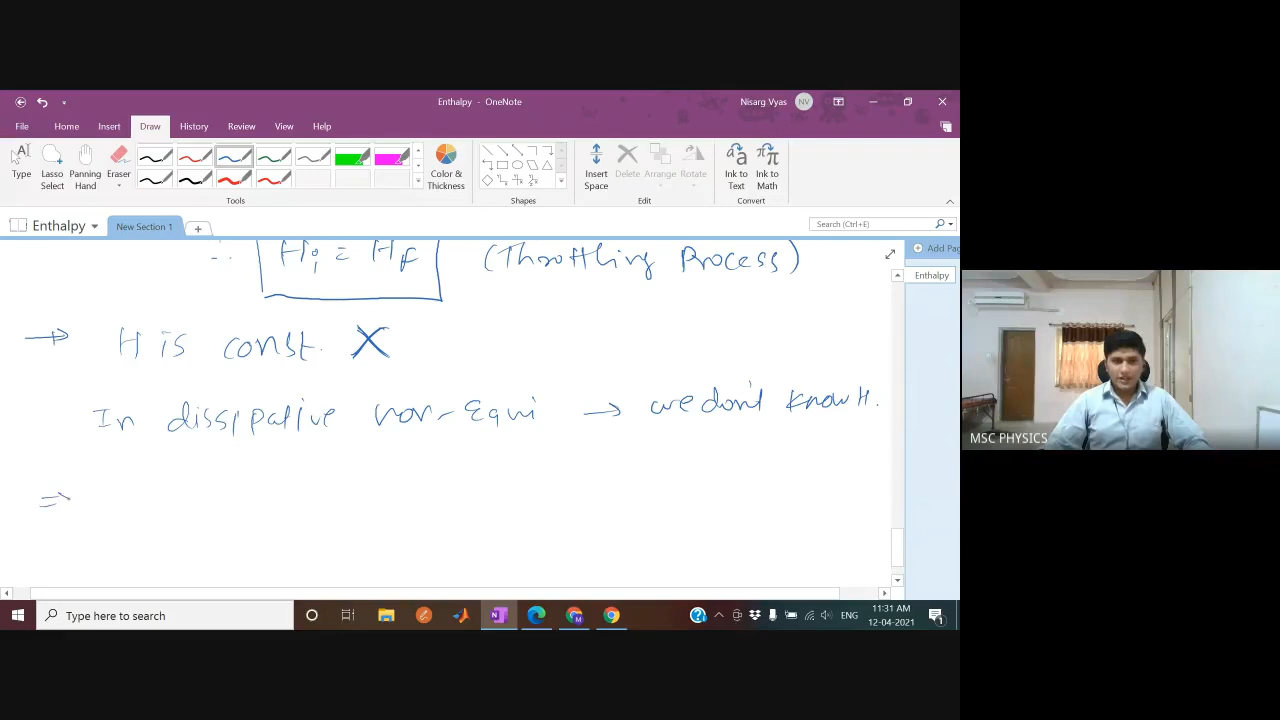 Enthalpy - OneNote
Nisarg Vyas NV
File Home Insert Draw History Review View Help
Type
Lasso Select
Panning Hand
Eraser
Color & Thickness
Insert Space
Delete
Arrange
Rotate
Ink to Text
Ink to Math
Tools
Shapes
Edit
Convert
Enthalpy New Section 1 +
Search (Ctrl+E)
∴ Hi = Hf (Throttling Process)
Add Pag
Enthalpy
→ H is const. X
In dissipative non-Equi → we don't know H.
⇒
MSC PHYSICS
Type here to search
ENG
11:31 AM
12-04-2021
1